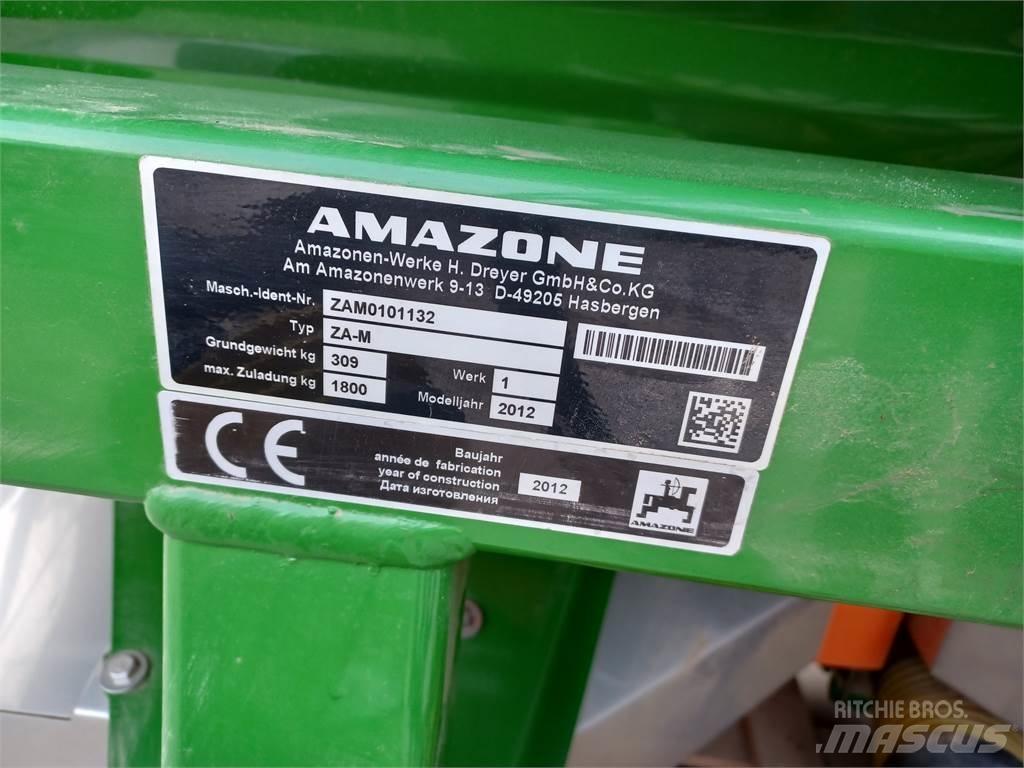 AMAZONE
Amazonen-Werke H. Dreyer GmbH&Co.KG
Am Amazonenwerk 9-13 D-49205 Hasbergen
Masch.-Ident-Nr. ZAM0101132
Typ ZA-M
Grundgewicht kg 309 Werk 1
max. Zuladung kg 1800 Modelljahr 2012
CE
Baujahr
année de fabrication
year of construction 2012
Дата изготовления
AMAZONE
RITCHIE BROS.
MASCUS